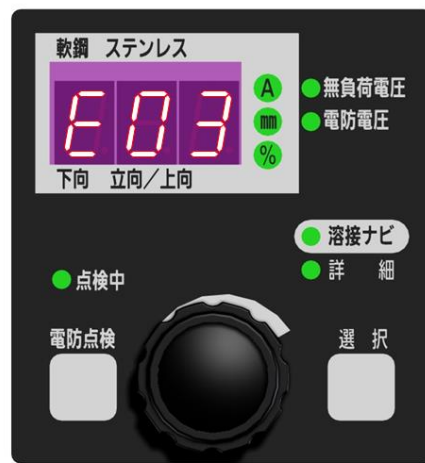 軟鋼 ステンレス
E03
A
mm
%
無負荷電圧
電防電圧
下向 立向／上向
溶接ナビ
詳 細
点検中
電防点検
選 択